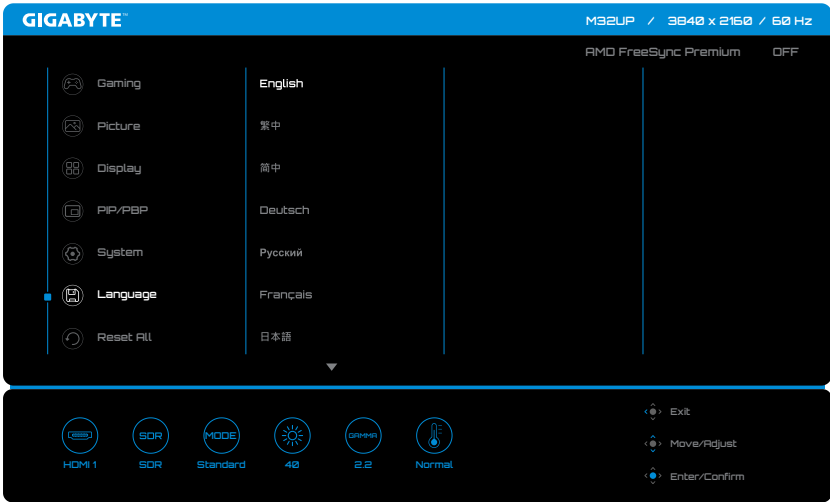 GIGABYTE™
M32UP / 3840 x 2160 / 60 Hz
AMD FreeSync Premium OFF
Gaming
Picture
Display
PIP/PBP
System
Language
Reset All
English
繁中
简中
Deutsch
Русский
Français
日本語
HDMI 1
SDR
SDR
MODE
Standard
40
GAMMA
2.2
Normal
Exit
Move/Adjust
Enter/Confirm